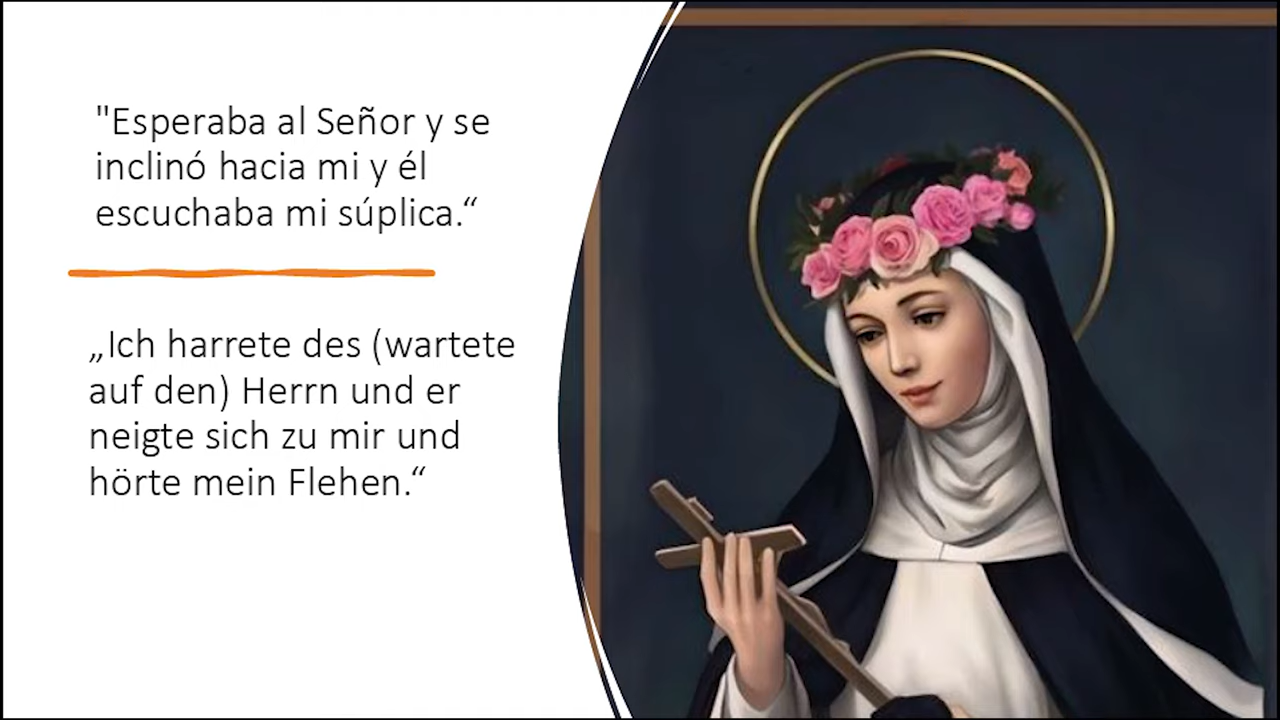 "Esperaba al Señor y se
inclinó hacia mi y él
escuchaba mi súplica.“
„Ich harrete des (wartete
auf den) Herrn und er
neigte sich zu mir und
hörte mein Flehen.“